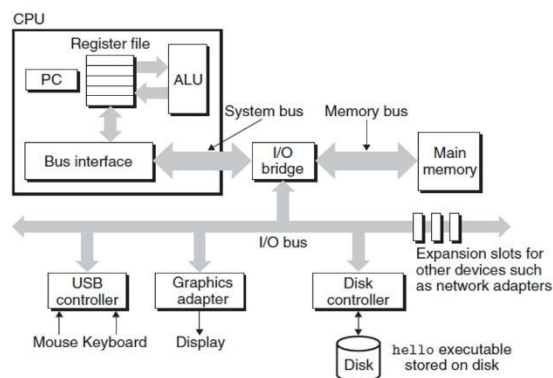 CPU
Register file
PC
ALU
System bus
Memory bus
Bus interface
I/O
bridge
Main
memory
I/O bus
Expansion slots for
other devices such
as network adapters
USB
controller
Graphics
adapter
Disk
controller
Mouse Keyboard
Display
Disk
hello executable
stored on disk